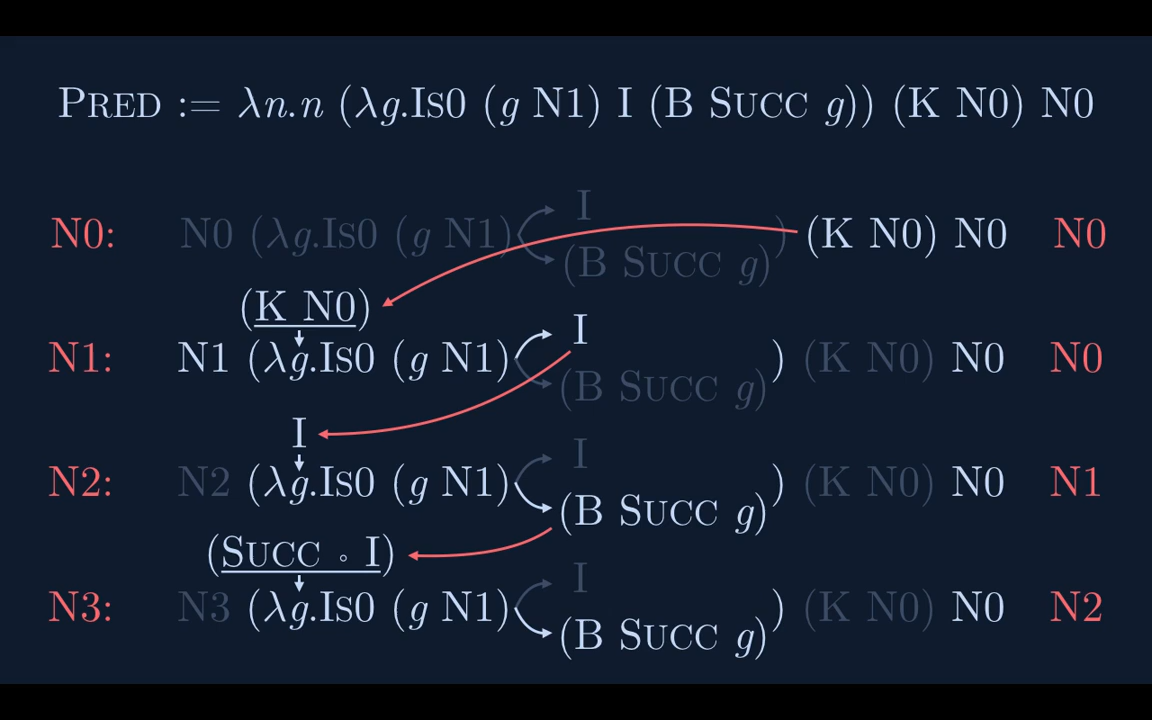 PRED := λn.n (λg.IS0 (g N1) I (B SUCC g)) (K N0) N0
I
N0: N0 (λg.IS0 (g N1) ) (K N0) N0 N0
(B SUCC g)
(K N0)
I
N1: N1 (λg.IS0 (g N1) ) (K N0) N0 N0
(B SUCC g)
I
I
N2: N2 (λg.IS0 (g N1) ) (K N0) N0 N1
(B SUCC g)
(SUCC ∘ I)
I
N3: N3 (λg.IS0 (g N1) ) (K N0) N0 N2
(B SUCC g)